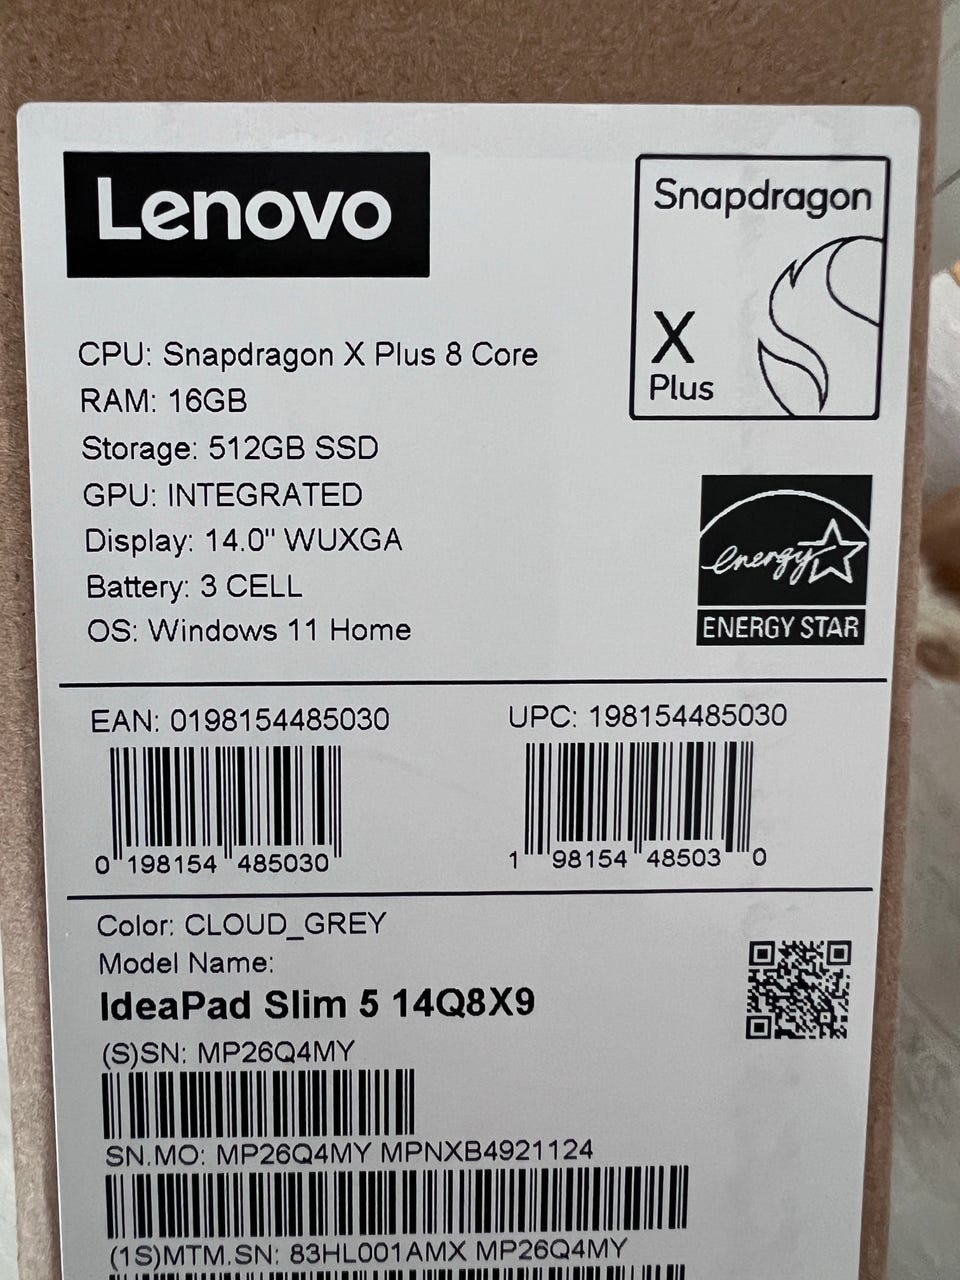 Lenovo
Snapdragon
X
Plus
CPU: Snapdragon X Plus 8 Core
RAM: 16GB
Storage: 512GB SSD
GPU: INTEGRATED
Display: 14.0" WUXGA
Battery: 3 CELL
OS: Windows 11 Home
energy
ENERGY STAR
EAN: 0198154485030
UPC: 198154485030
0 198154 485030
1 98154 48503 0
Color: CLOUD_GREY
Model Name:
IdeaPad Slim 5 14Q8X9
(S)SN: MP26Q4MY
SN.MO: MP26Q4MY MPNXB4921124
(1S)MTM.SN: 83HL001AMX MP26Q4MY